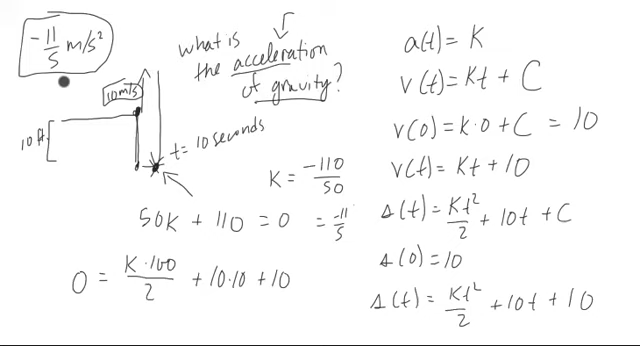 -11/5 m/s²
what is
the acceleration
of gravity?
10 m/s
10 ft
t = 10 seconds
K = -110/50
50K + 110 = 0 = -11/5
0 = K·100/2 + 10·10 + 10
a(t) = K
v(t) = Kt + C
v(0) = K·0 + C = 10
v(t) = Kt + 10
s(t) = Kt²/2 + 10t + C
s(0) = 10
s(t) = Kt²/2 + 10t + 10